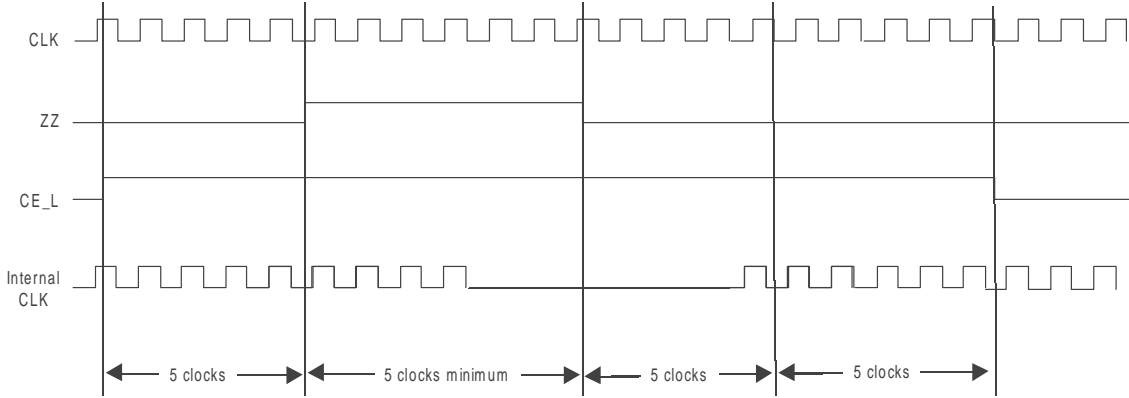 CLK
ZZ
CE_L
Internal
CLK
5 clocks
5 clocks minimum
5 clocks
5 clocks